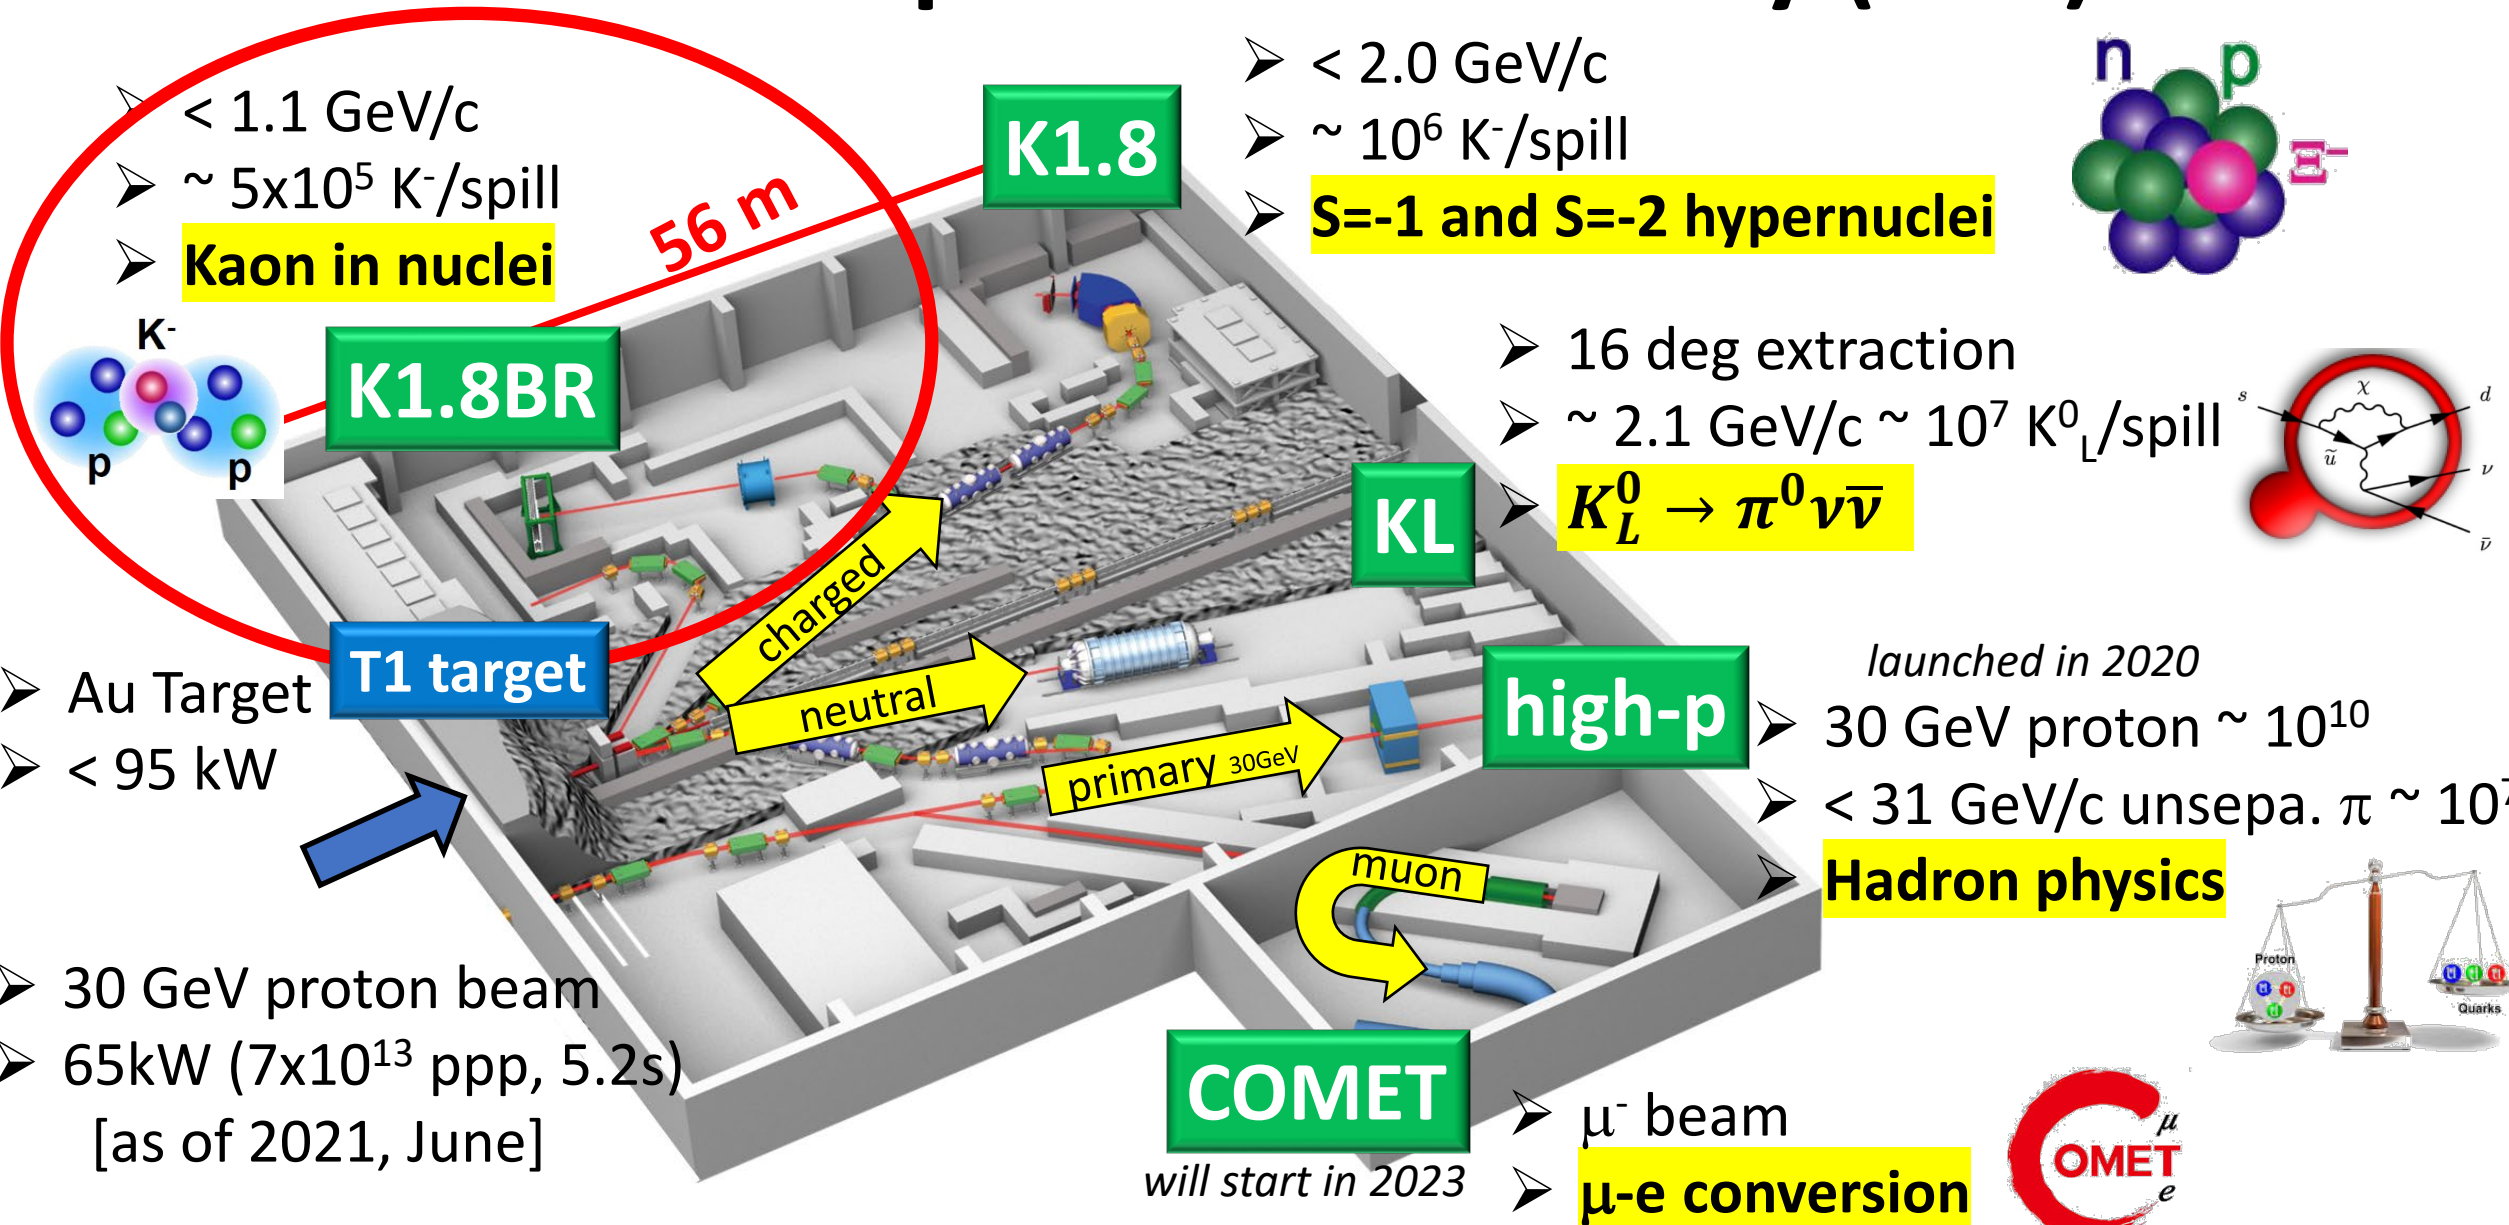 < 1.1 GeV/c
~ 5x10⁵ K⁻/spill
Kaon in nuclei
K⁻
p
p
K1.8BR
56 m
K1.8
< 2.0 GeV/c
~ 10⁶ K⁻/spill
S=-1 and S=-2 hypernuclei
n
p
Ξ⁻
16 deg extraction
~ 2.1 GeV/c ~ 10⁷ K⁰L/spill
K⁰L → π⁰νν̅
KL
s
χ
d
ũ
ν
ν̄
charged
neutral
primary 30GeV
muon
T1 target
Au Target
< 95 kW
high-p
launched in 2020
30 GeV proton ~ 10¹⁰
< 31 GeV/c unsepa. π ~ 10⁷
Hadron physics
Proton
Quarks
30 GeV proton beam
65kW (7x10¹³ ppp, 5.2s)
[as of 2021, June]
COMET
will start in 2023
μ⁻ beam
μ-e conversion
μ
COMET
e